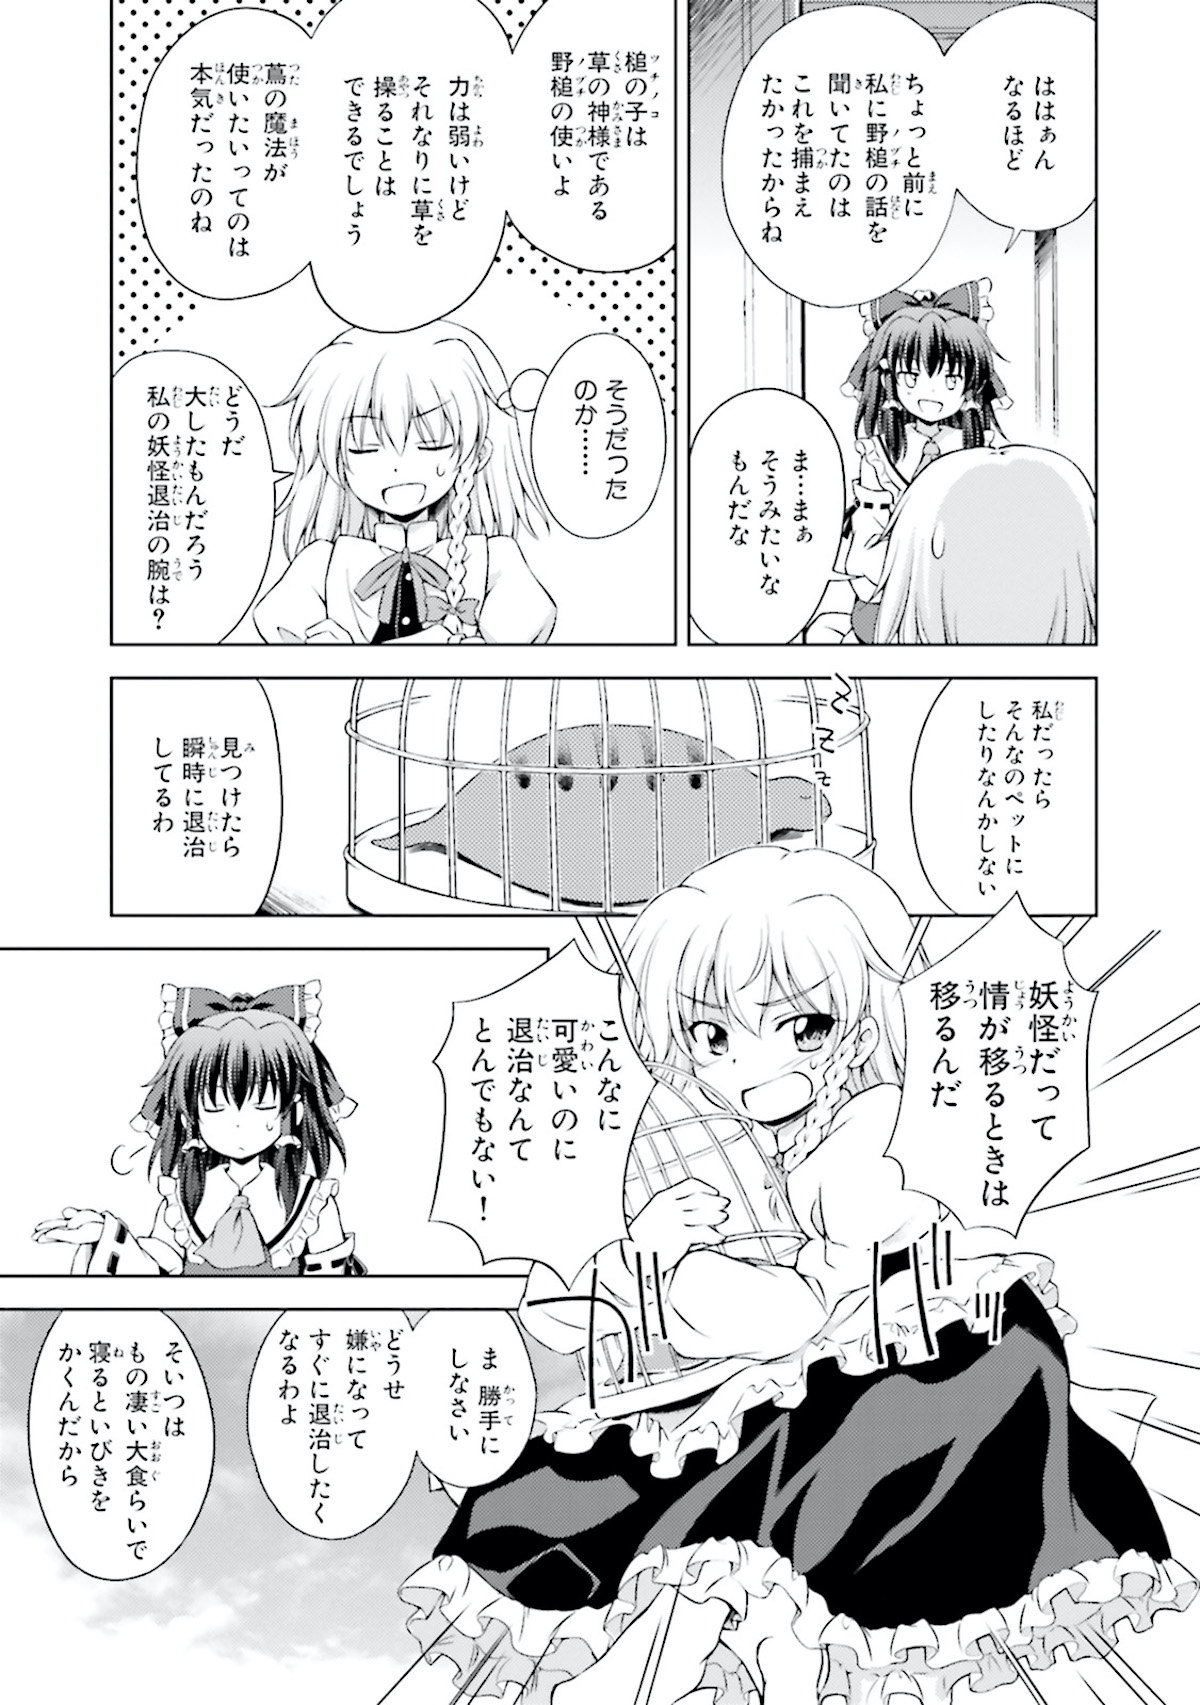 ははぁん
なるほど
ちょっと前に
私に野槌の話を
聞いてたのは
これを捕まえ
たかったからね
ま…まぁ
そうみたいな
もんだな
槌の子は
草の神様である
野槌の使いよ
力は弱いけど
それなりに草を
操ることは
できるでしょう
蔦の魔法が
使いたいってのは
本気だったのね
そうだった
のか……
どうだ
大したもんだろう
私の妖怪退治の腕は？
私だったら
そんなのペットに
したりなんかしない
見つけたら
瞬時に退治
してるわ
妖怪だって
情が移るときは
移るんだ
こんなに
可愛いのに
退治なんて
とんでもない！
ま 勝手に
しなさい
どうせ
嫌になって
すぐに退治したく
なるわよ
そいつは
もの凄い大食らいで
寝るといびきを
かくんだから